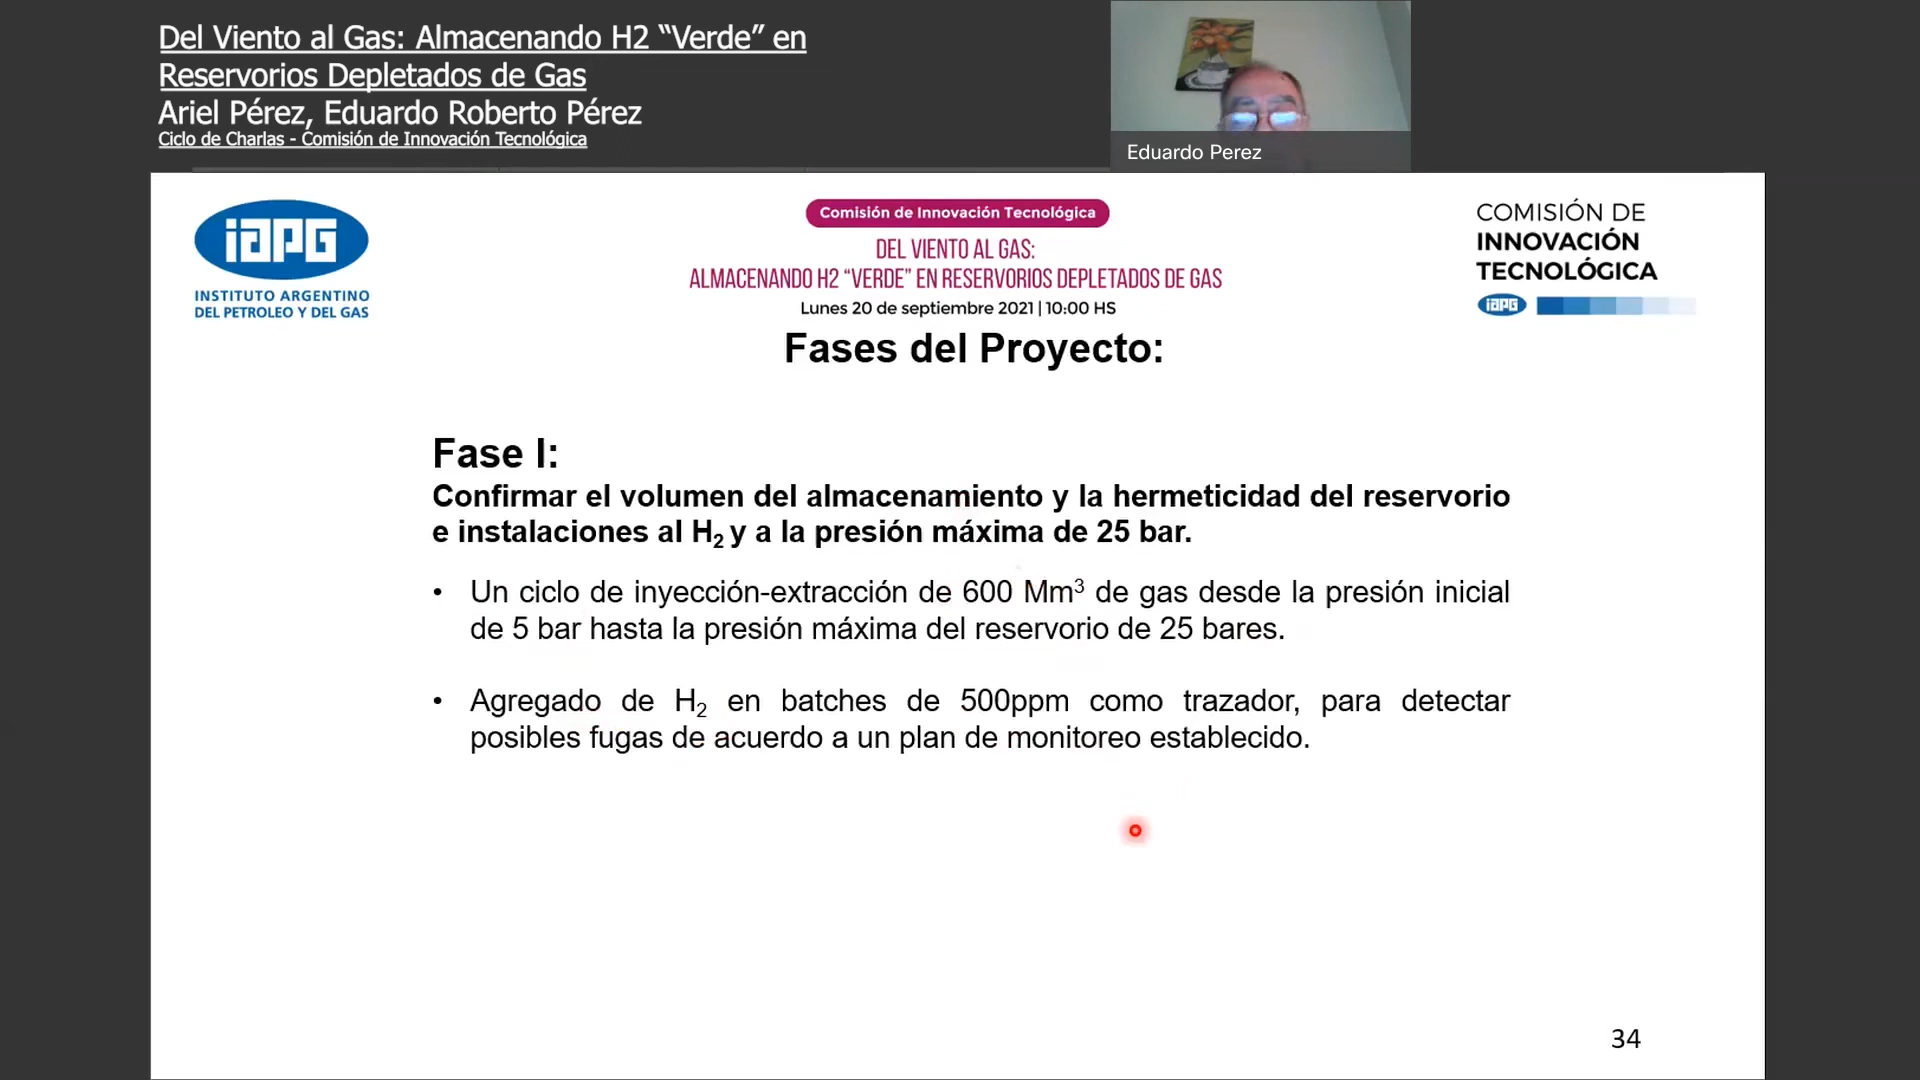 Del Viento al Gas: Almacenando H2 “Verde” en
Reservorios Depletados de Gas
Ariel Pérez, Eduardo Roberto Pérez
Ciclo de Charlas - Comisión de Innovación Tecnológica
Eduardo Perez
iapg
INSTITUTO ARGENTINO
DEL PETROLEO Y DEL GAS
Comisión de Innovación Tecnológica
DEL VIENTO AL GAS:
ALMACENANDO H2 “VERDE” EN RESERVORIOS DEPLETADOS DE GAS
Lunes 20 de septiembre 2021 | 10:00 HS
COMISIÓN DE
INNOVACIÓN
TECNOLÓGICA
iapg
Fases del Proyecto:
Fase I:
Confirmar el volumen del almacenamiento y la hermeticidad del reservorio
e instalaciones al H₂ y a la presión máxima de 25 bar.
• Un ciclo de inyección-extracción de 600 Mm³ de gas desde la presión inicial
de 5 bar hasta la presión máxima del reservorio de 25 bares.
• Agregado de H₂ en batches de 500ppm como trazador, para detectar
posibles fugas de acuerdo a un plan de monitoreo establecido.
34